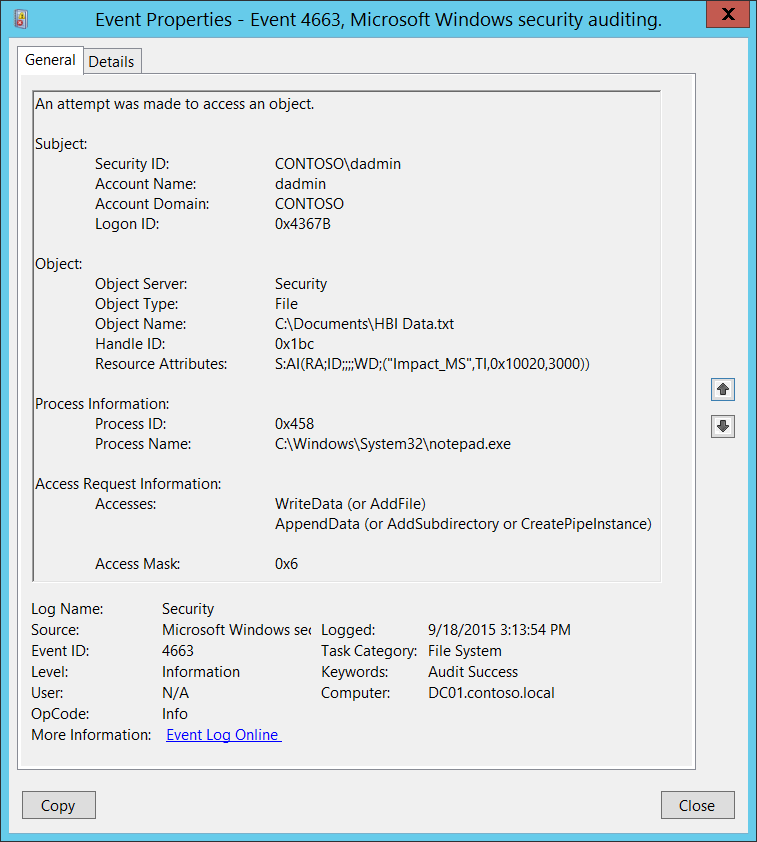 Event Properties - Event 4663, Microsoft Windows security auditing.
General Details
An attempt was made to access an object.
Subject:
Security ID: CONTOSO\dadmin
Account Name: dadmin
Account Domain: CONTOSO
Logon ID: 0x4367B
Object:
Object Server: Security
Object Type: File
Object Name: C:\Documents\HBI Data.txt
Handle ID: 0x1bc
Resource Attributes: S:AI(RA;ID;;;;WD;("Impact_MS",TI,0x10020,3000))
Process Information:
Process ID: 0x458
Process Name: C:\Windows\System32\notepad.exe
Access Request Information:
Accesses: WriteData (or AddFile)
AppendData (or AddSubdirectory or CreatePipeInstance)
Access Mask: 0x6
Log Name: Security
Source: Microsoft Windows sec Logged: 9/18/2015 3:13:54 PM
Event ID: 4663 Task Category: File System
Level: Information Keywords: Audit Success
User: N/A Computer: DC01.contoso.local
OpCode: Info
More Information: Event Log Online
Copy Close